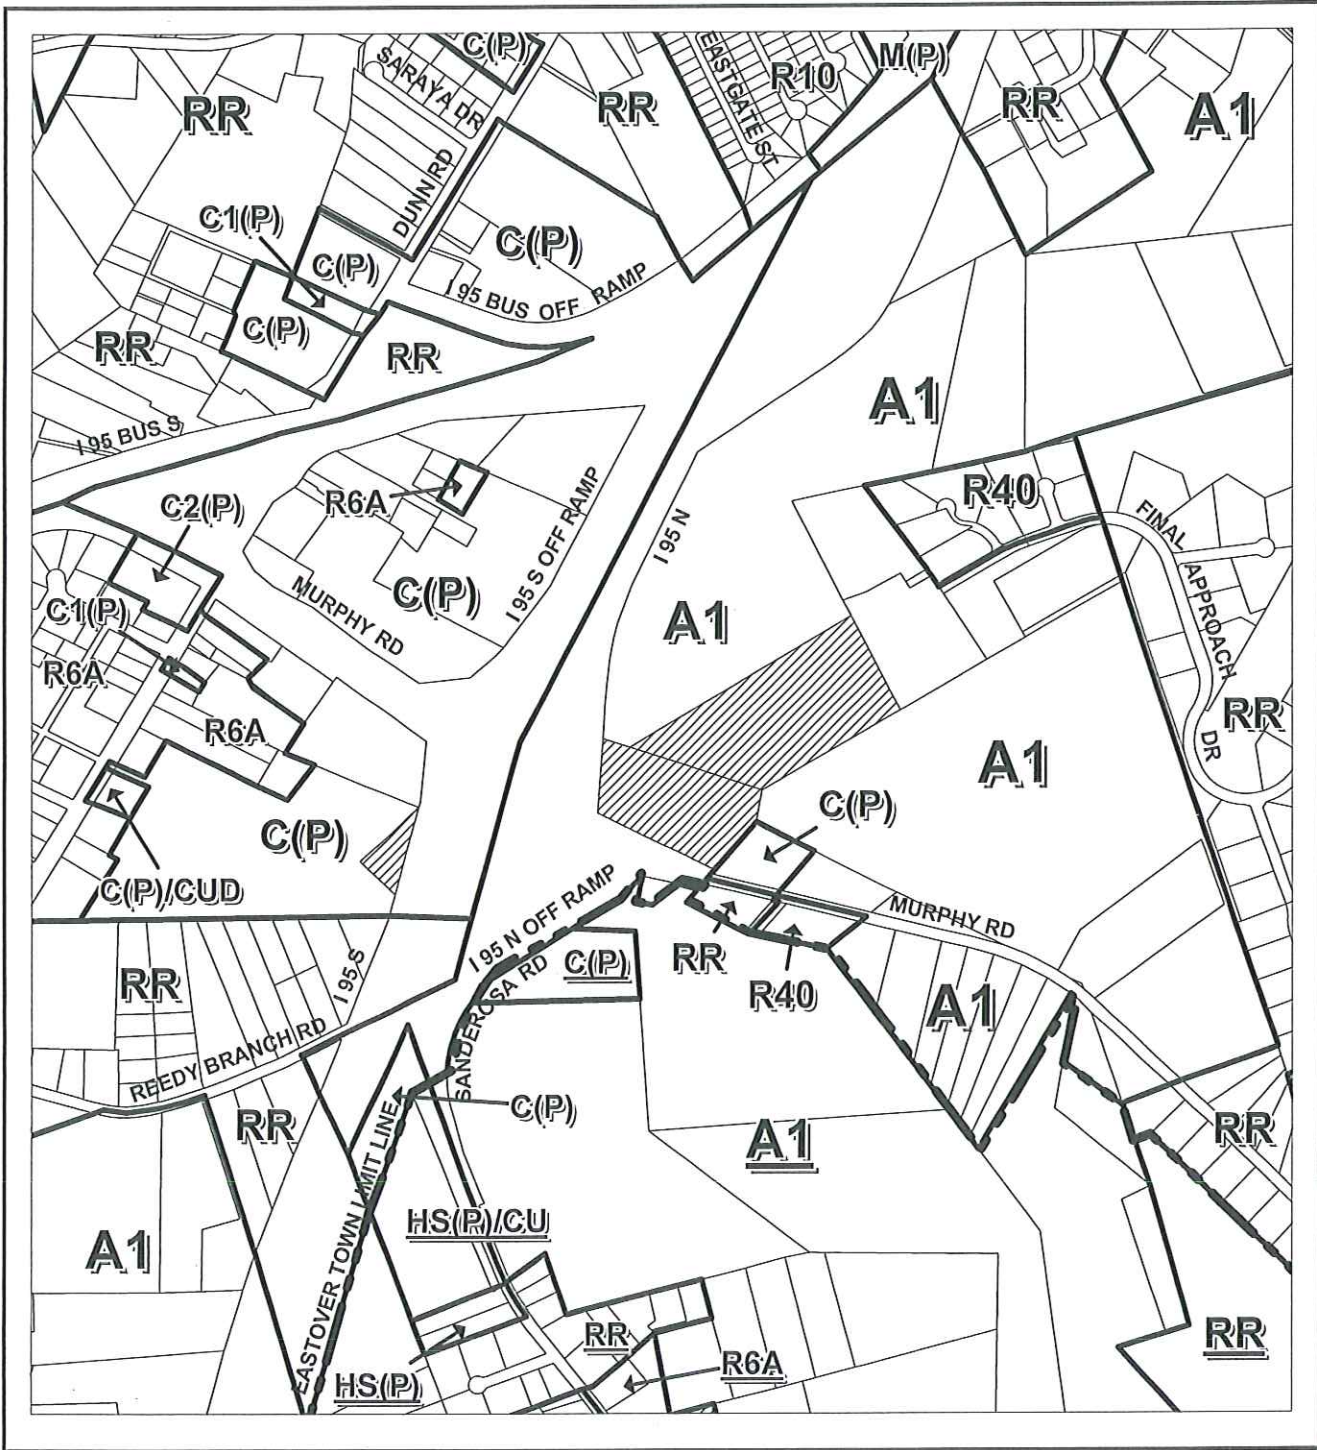 C(P)
SARAYA DR
RR
EASTGATE ST
R10
M(P)
RR
RR
A1
DUNN RD
C1(P)
C(P)
C(P)
I 95 BUS OFF RAMP
C(P)
RR
RR
A1
I 95 BUS S
R6A
C2(P)
I 95 S OFF RAMP
I 95 N
R40
FINAL APPROACH DR
MURPHY RD
C(P)
C1(P)
A1
R6A
R6A
RR
A1
C(P)
C(P)
C(P)/CUD
I 95 N OFF RAMP
MURPHY RD
C(P)
RR
R40
RR
I 95 S
SANDEROSA RD
A1
REEDY BRANCH RD
RR
C(P)
A1
RR
EASTOVER TOWN LIMIT LINE
HS(P)/CU
A1
RR
RR
HS(P)
R6A